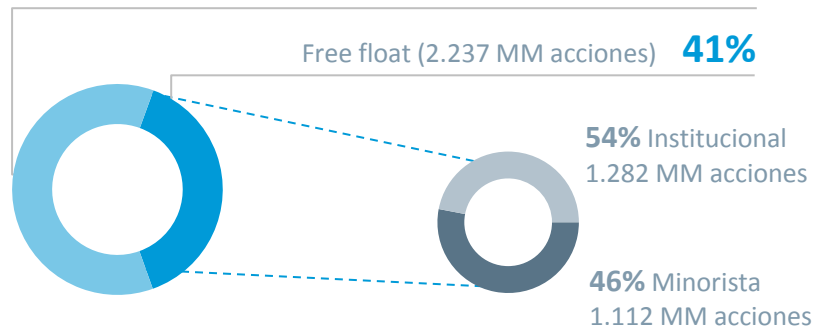 Free float (2.237 MM acciones) 41%
54% Institucional
1.282 MM acciones
46% Minorista
1.112 MM acciones